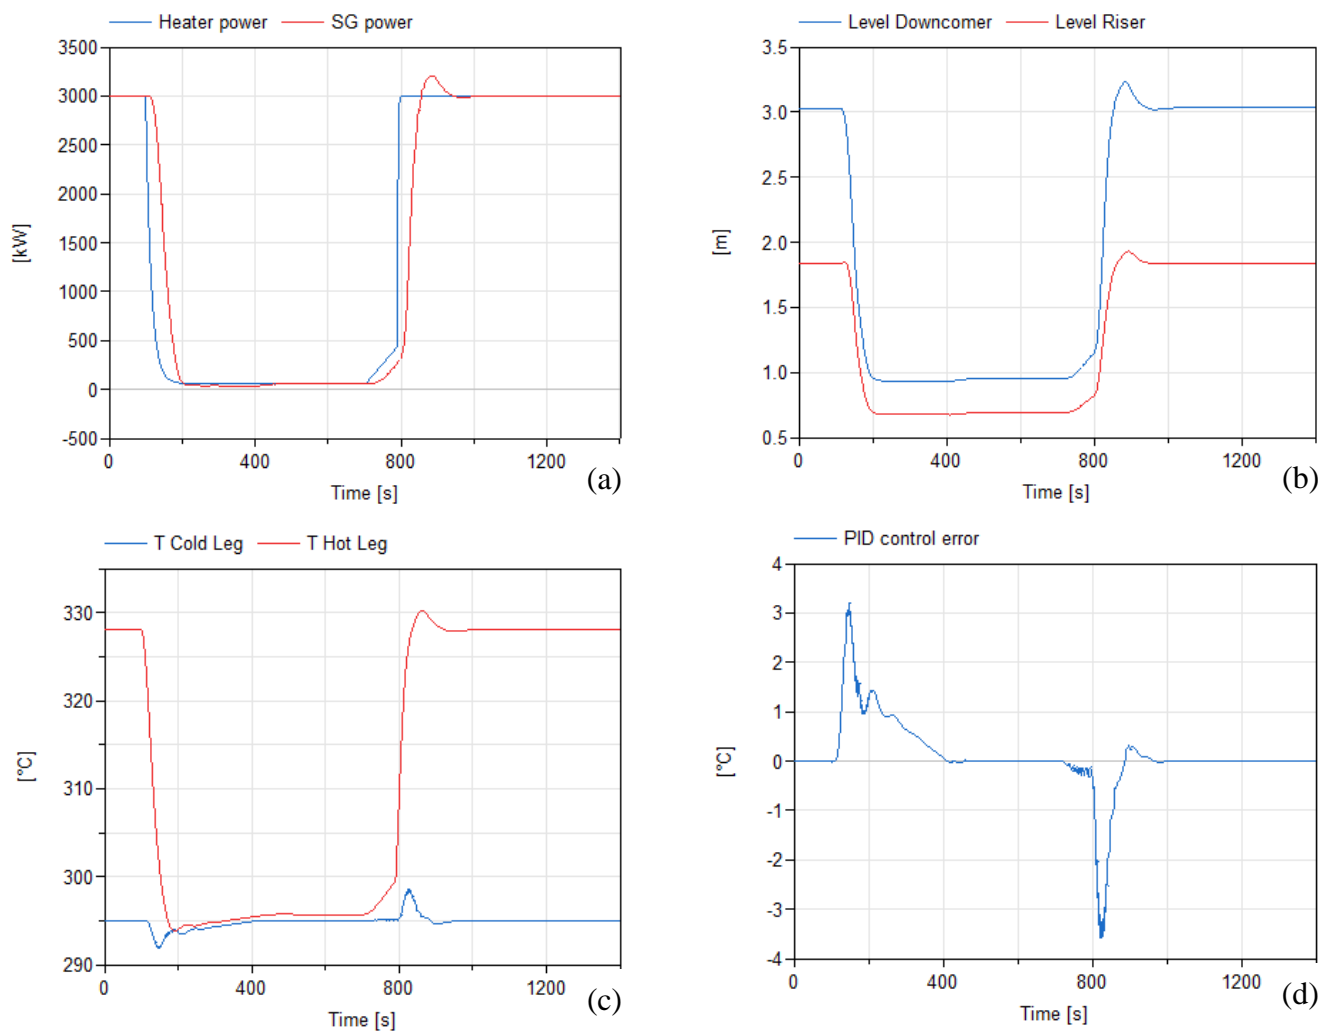 Heater power SG power
3500
3000
2500
2000
1500
1000
500
0
-500
[kW]
0 400 800 1200
Time [s]
(a)
Level Downcomer Level Riser
3.5
3.0
2.5
2.0
1.5
1.0
0.5
[m]
0 400 800 1200
Time [s]
(b)
T Cold Leg T Hot Leg
330
320
310
300
290
[°C]
0 400 800 1200
Time [s]
(c)
PID control error
4
3
2
1
0
-1
-2
-3
-4
[°C]
0 400 800 1200
Time [s]
(d)